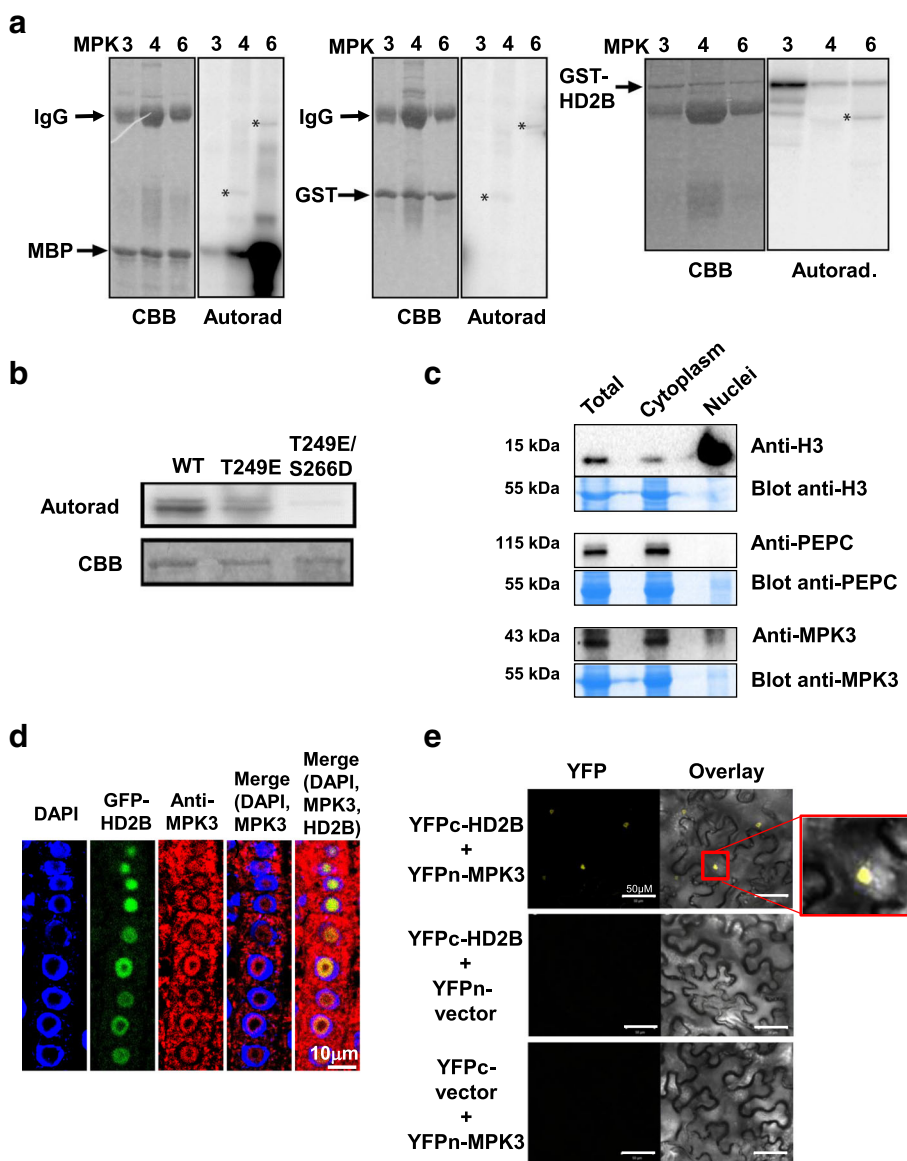 a
MPK 3 4 6 3 4 6
IgG
*
*
MBP
CBB Autorad
MPK 3 4 6 3 4 6
IgG
*
GST
*
CBB Autorad
MPK 3 4 6 3 4 6
GST-
HD2B
*
CBB Autorad.
b
WT T249E T249E/
S266D
Autorad
CBB
c
Total Cytoplasm Nuclei
15 kDa Anti-H3
55 kDa Blot anti-H3
115 kDa Anti-PEPC
55 kDa Blot anti-PEPC
43 kDa Anti-MPK3
55 kDa Blot anti-MPK3
d
DAPI
GFP-
HD2B
Anti-
MPK3
Merge
(DAPI,
MPK3)
Merge
(DAPI,
MPK3,
HD2B)
10µm
e
YFP Overlay
YFPc-HD2B
+
YFPn-MPK3
50µM
YFPc-HD2B
+
YFPn-
vector
YFPc-
vector
+
YFPn-MPK3